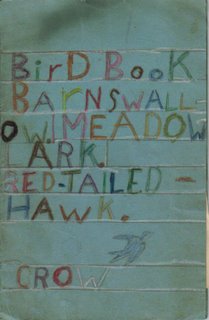 BirD BooK
BARNSWALL-
OW.|MEADOW
LARK.|
RED-TAILED-
HAWK.
CROW